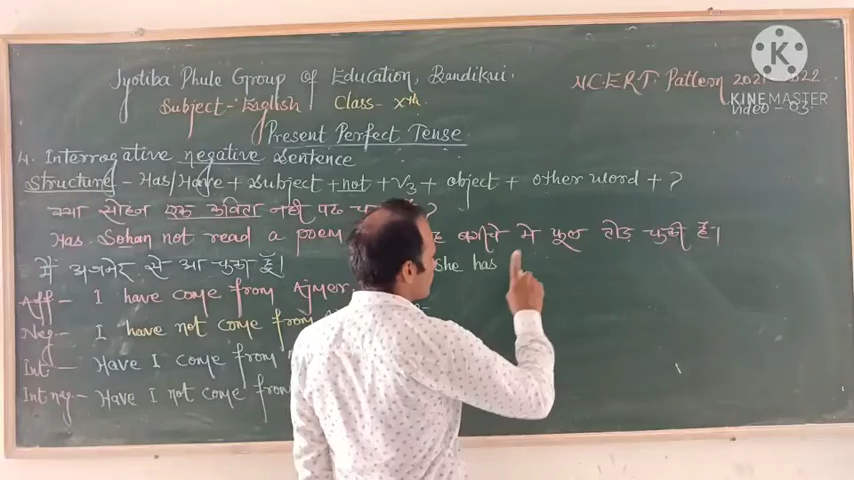 Jyotiba Phule Group of Education, Bandikui.
N.C.E.R.T. Pattern 2021-2022
K
KINEMASTER
Subject:- English Class- Xth
Video - 03
Present Perfect Tense
4. Interrogative negative Sentence
Structure - Has/Have + Subject + not + V3 + object + other word + ?
क्या सोहन एक कविता नहीं पढ़ ?
Has Sohan not read a poem
बगीचे में फूल तोड़ चुकी हैं।
मैं अजमेर से आ चुका हूँ।
She has
Aff - I have come from Ajmer
Neg - I have not come from
Int - Have I come from
Int neg - Have I not come from